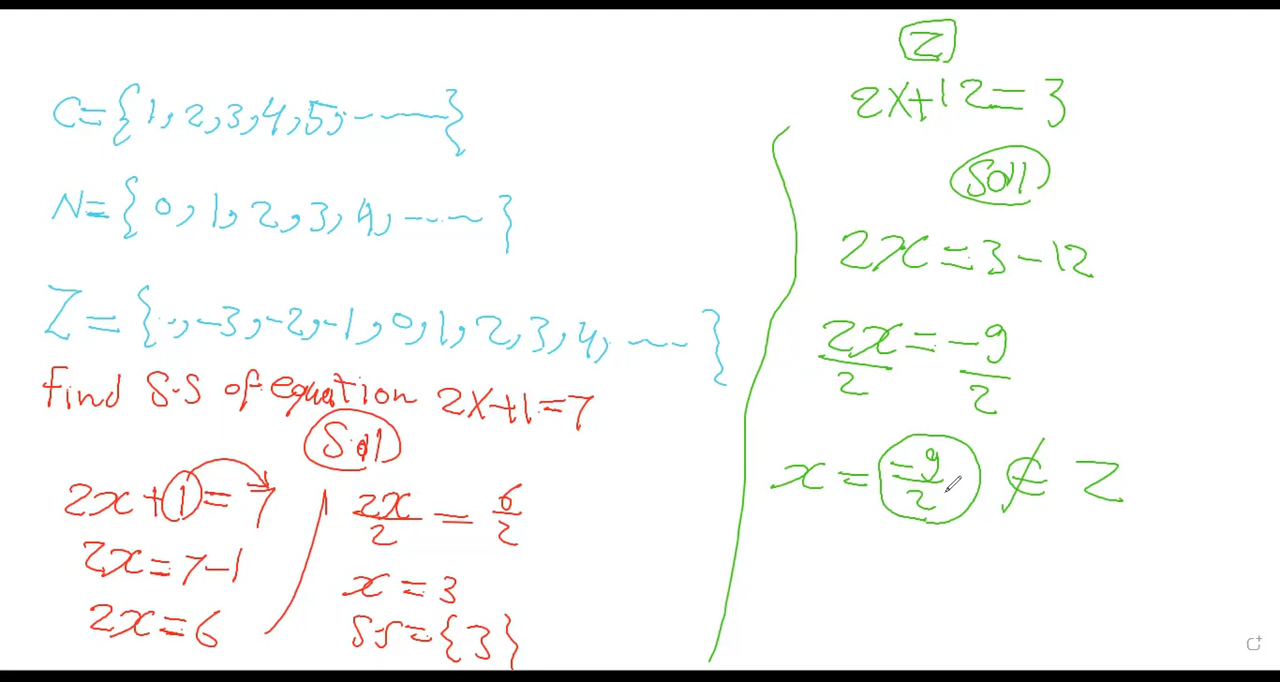 C={1,2,3,4,5,-----}
N={0,1,2,3,4,-----}
Z={..,-3,-2,-1,0,1,2,3,4,-----}
Find S.S of equation 2x+1=7
Sol
2x+1=7
2x=7-1
2x=6
2x/2=6/2
x=3
SS={3}
Z
2x+12=3
Sol
2x=3-12
2x/2=-9/2
x=-9/2 ∉ Z